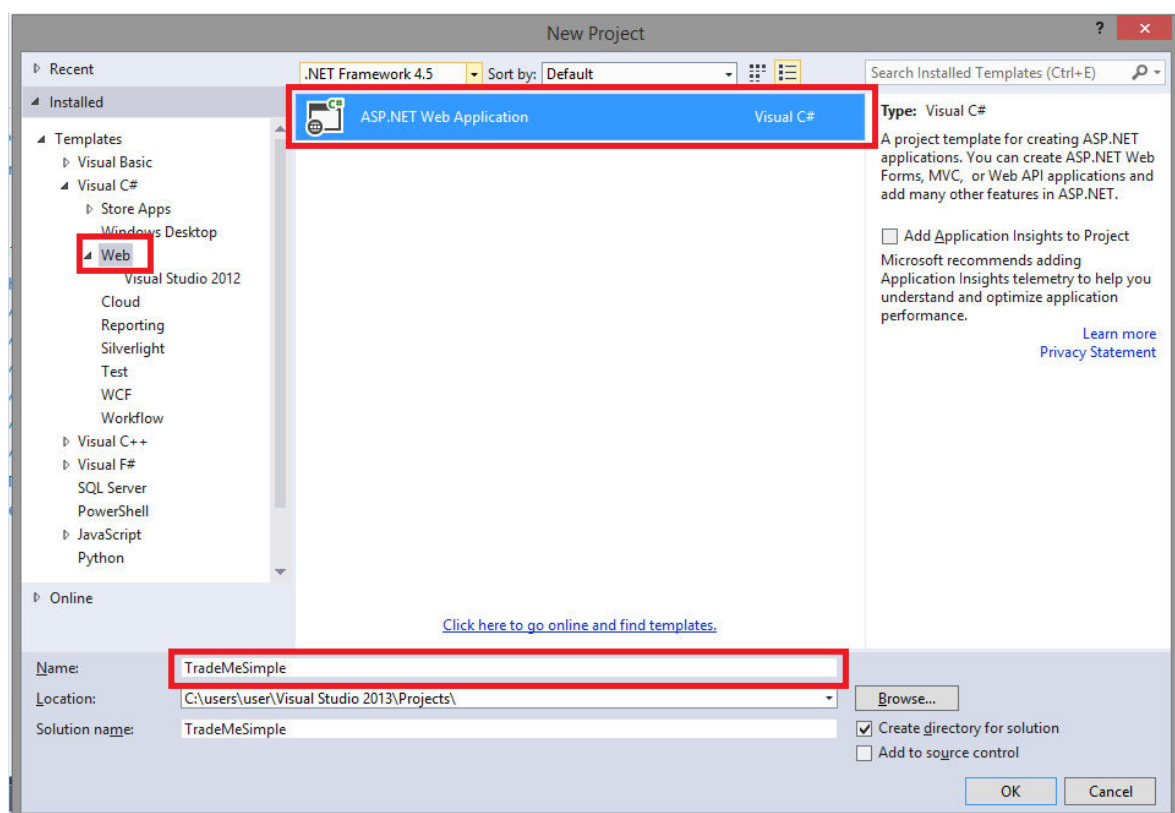 New Project
?
Recent
.NET Framework 4.5
Sort by:
Default
Search Installed Templates (Ctrl+E)
Installed
Templates
Visual Basic
Visual C#
Store Apps
Windows Desktop
Web
Visual Studio 2012
Cloud
Reporting
Silverlight
Test
WCF
Workflow
Visual C++
Visual F#
SQL Server
PowerShell
JavaScript
Python
Online
C#
ASP.NET Web Application
Visual C#
Click here to go online and find templates.
Type: Visual C#
A project template for creating ASP.NET
applications. You can create ASP.NET Web
Forms, MVC, or Web API applications and
add many other features in ASP.NET.
Add Application Insights to Project
Microsoft recommends adding
Application Insights telemetry to help you
understand and optimize application
performance.
Learn more
Privacy Statement
Name:
TradeMeSimple
Location:
C:\users\user\Visual Studio 2013\Projects\
Browse...
Solution name:
TradeMeSimple
Create directory for solution
Add to source control
OK
Cancel